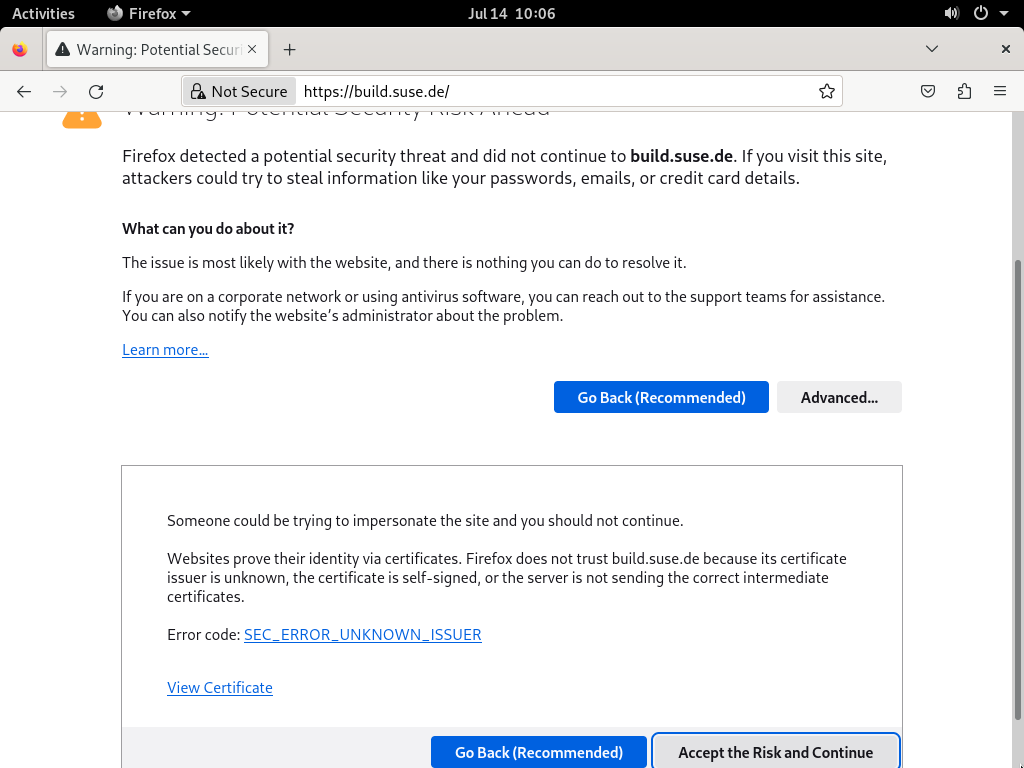 Activities
Firefox
Jul 14 10:06
Warning: Potential Securi
Not Secure
https://build.suse.de/
Warning: Potential Security Risk Ahead
Firefox detected a potential security threat and did not continue to build.suse.de. If you visit this site,
attackers could try to steal information like your passwords, emails, or credit card details.
What can you do about it?
The issue is most likely with the website, and there is nothing you can do to resolve it.
If you are on a corporate network or using antivirus software, you can reach out to the support teams for assistance.
You can also notify the website’s administrator about the problem.
Learn more…
Go Back (Recommended)
Advanced...
Someone could be trying to impersonate the site and you should not continue.
Websites prove their identity via certificates. Firefox does not trust build.suse.de because its certificate
issuer is unknown, the certificate is self-signed, or the server is not sending the correct intermediate
certificates.
Error code: SEC_ERROR_UNKNOWN_ISSUER
View Certificate
Go Back (Recommended)
Accept the Risk and Continue